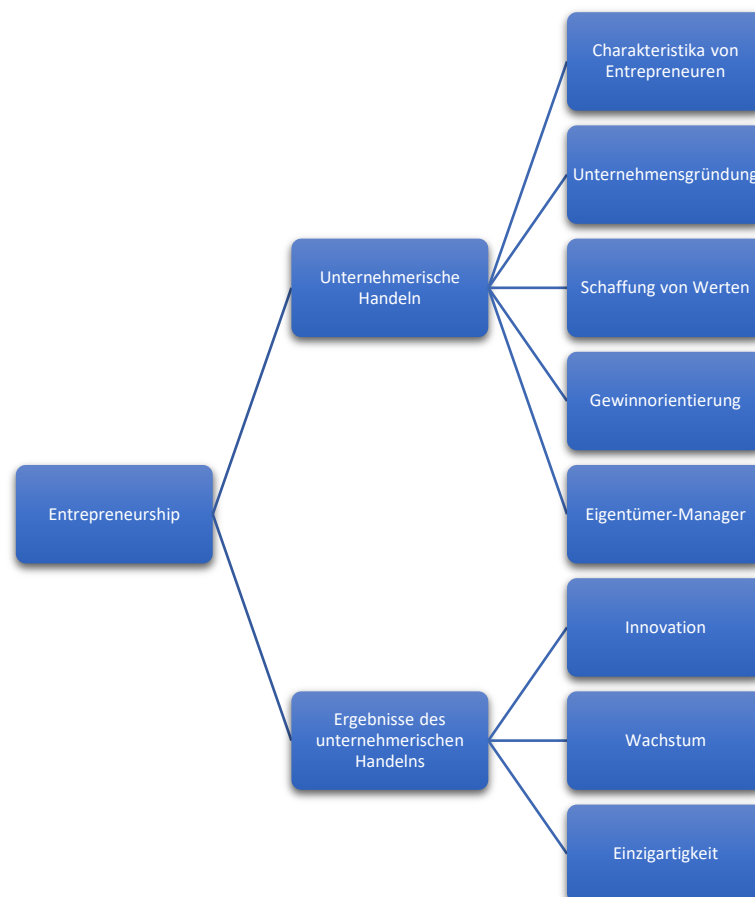 Charakteristika von
Entrepreneuren
Unternehmensgründung
Unternehmerische
Handeln
Schaffung von Werten
Gewinnorientierung
Entrepreneurship
Eigentümer-Manager
Innovation
Ergebnisse des
unternehmerischen
Handelns
Wachstum
Einzigartigkeit